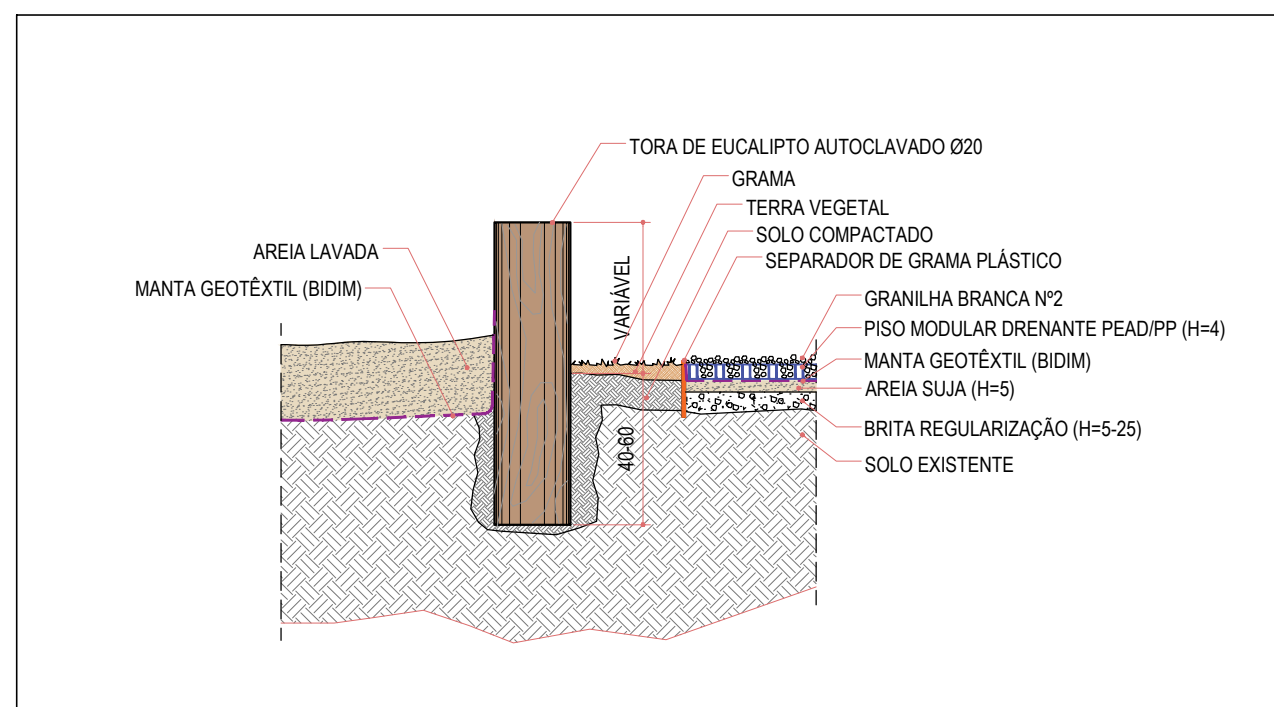 TORA DE EUCALIPTO AUTOCLAVADO Ø20
GRAMA
TERRA VEGETAL
SOLO COMPACTADO
SEPARADOR DE GRAMA PLÁSTICO
AREIA LAVADA
MANTA GEOTÊXTIL (BIDIM)
VARIÁVEL
40-60
GRANILHA BRANCA Nº2
PISO MODULAR DRENANTE PEAD/PP (H=4)
MANTA GEOTÊXTIL (BIDIM)
AREIA SUJA (H=5)
BRITA REGULARIZAÇÃO (H=5-25)
SOLO EXISTENTE